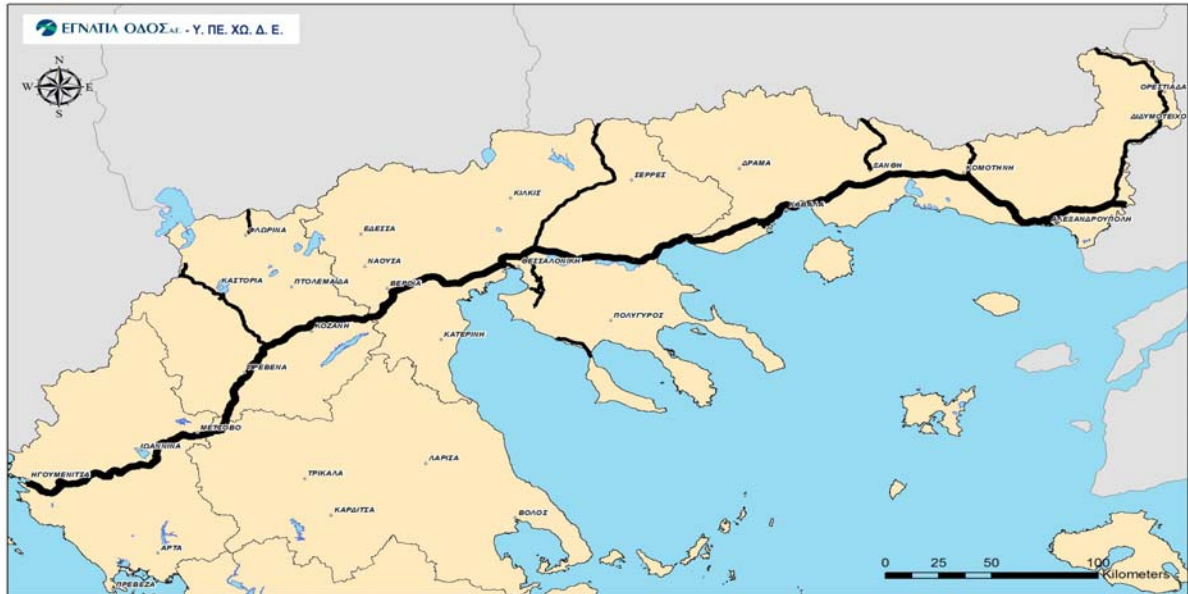 ΕΓΝΑΤΙΑ ΟΔΟΣ Α.Ε. - Υ. ΠΕ. ΧΩ. Δ. Ε.
N
W E
S
ΟΡΕΣΤΙΑΔΑ
ΔΙΔΥΜΟΤΕΙΧΟ
ΔΡΑΜΑ
ΞΑΝΘΗ
ΚΟΜΟΤΗΝΗ
ΣΕΡΡΕΣ
ΚΙΛΚΙΣ
ΚΑΒΑΛΑ
ΑΛΕΞΑΝΔΡΟΥΠΟΛΗ
ΦΛΩΡΙΝΑ
ΕΔΕΣΣΑ
ΝΑΟΥΣΑ
ΘΕΣΣΑΛΟΝΙΚΗ
ΚΑΣΤΟΡΙΑ
ΠΤΟΛΕΜΑΙΔΑ
ΒΕΡΟΙΑ
ΠΟΛΥΓΥΡΟΣ
ΚΟΖΑΝΗ
ΚΑΤΕΡΙΝΗ
ΓΡΕΒΕΝΑ
ΜΕΤΣΟΒΟ
ΙΩΑΝΝΙΝΑ
ΛΑΡΙΣΑ
ΗΓΟΥΜΕΝΙΤΣΑ
ΤΡΙΚΑΛΑ
ΚΑΡΔΙΤΣΑ
ΒΟΛΟΣ
ΑΡΤΑ
ΠΡΕΒΕΖΑ
0 25 50 100
Kilometers